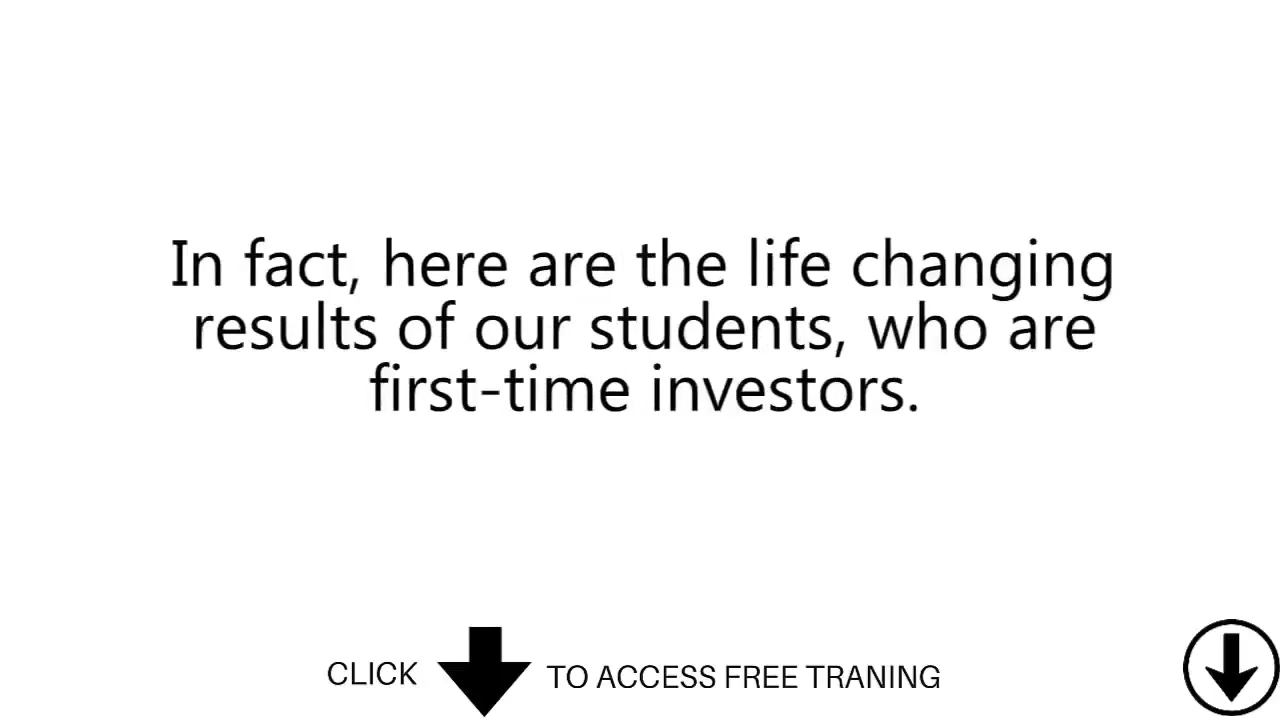 In fact, here are the life changing
results of our students, who are
first-time investors.
CLICK TO ACCESS FREE TRANING